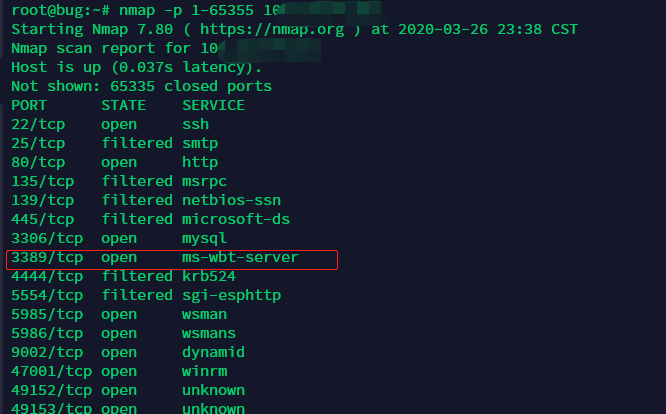 root@bug:~# nmap -p 1-65355 10
Starting Nmap 7.80 ( https://nmap.org ) at 2020-03-26 23:38 CST
Nmap scan report for 10
Host is up (0.037s latency).
Not shown: 65335 closed ports
PORT STATE SERVICE
22/tcp open ssh
25/tcp filtered smtp
80/tcp open http
135/tcp filtered msrpc
139/tcp filtered netbios-ssn
445/tcp filtered microsoft-ds
3306/tcp open mysql
3389/tcp open ms-wbt-server
4444/tcp filtered krb524
5554/tcp filtered sgi-esphttp
5985/tcp open wsman
5986/tcp open wsmans
9002/tcp open dynamid
47001/tcp open winrm
49152/tcp open unknown
49153/tcp open unknown